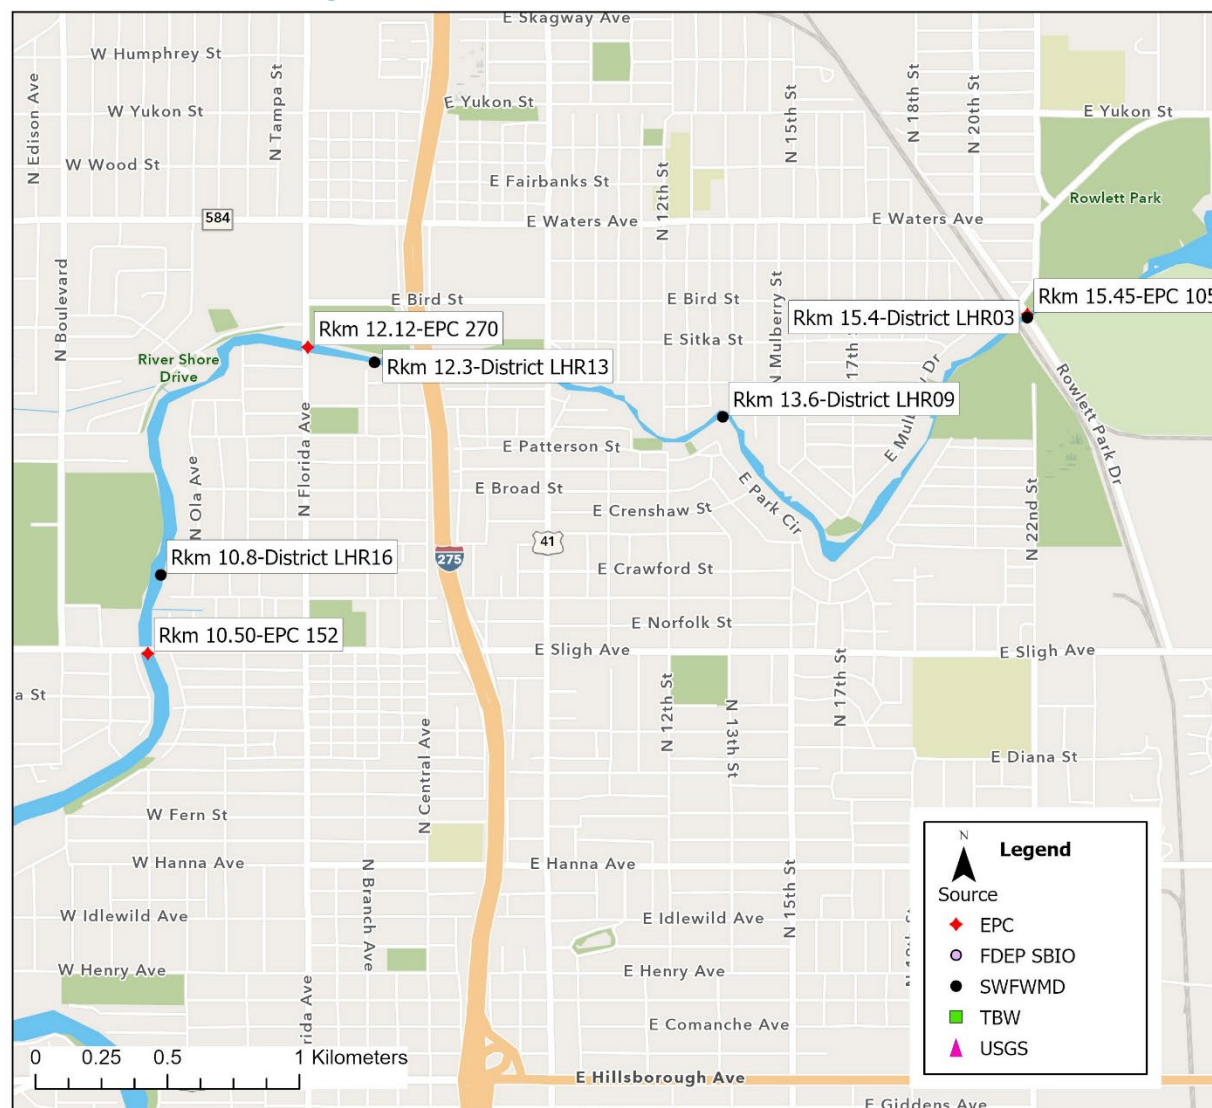 E Skagway Ave
W Humphrey St
N Edison Ave
N Tampa St
W Yukon St
E Yukon St
N 15th St
N 18th St
N 20th St
E Yukon St
W Wood St
E Fairbanks St
N 12th St
Rowlett Park
584
E Waters Ave
E Waters Ave
N Boulevard
E Bird St
E Bird St
N Mulberry St
Rkm 15.45-EPC 105
Rkm 15.4-District LHR03
Rkm 12.12-EPC 270
E Sitka St
17th
River Shore
Drive
Rkm 12.3-District LHR13
Rkm 13.6-District LHR09
E Mulberry Dr
Rowlett Park Dr
N Florida Ave
E Patterson St
N Ola Ave
E Broad St
E Park Cir
E Crenshaw St
N 22nd St
41
275
Rkm 10.8-District LHR16
E Crawford St
E Norfolk St
Rkm 10.50-EPC 152
E Sligh Ave
E Sligh Ave
a St
N 12th St
N 13th St
N 17th St
E Diana St
N Central Ave
W Fern St
W Hanna Ave
E Hanna Ave
N Branch Ave
N 15th St
W Idlewild Ave
E Idlewild Ave
W Henry Ave
E Henry Ave
rida Ave
E Comanche Ave
E Hillsborough Ave
E Giddens Ave
0 0.25 0.5 1 Kilometers
N
Legend
Source
EPC
FDEP SBIO
SWFWMD
TBW
USGS